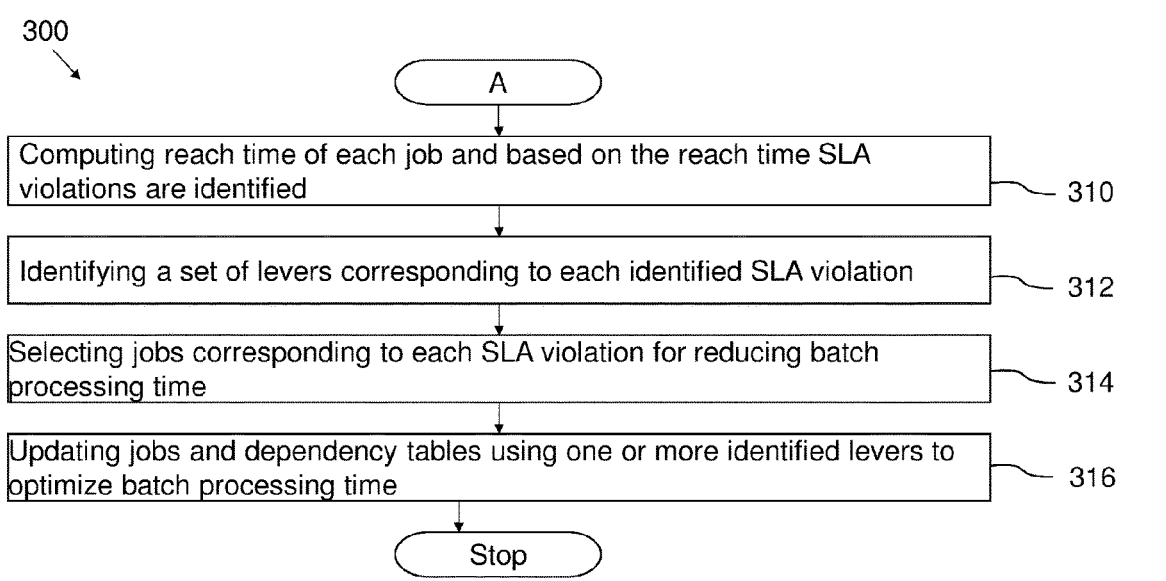 300
A
Computing reach time of each job and based on the reach time SLA
violations are identified
310
Identifying a set of levers corresponding to each identified SLA violation
312
Selecting jobs corresponding to each SLA violation for reducing batch
processing time
314
Updating jobs and dependency tables using one or more identified levers to
optimize batch processing time
316
Stop